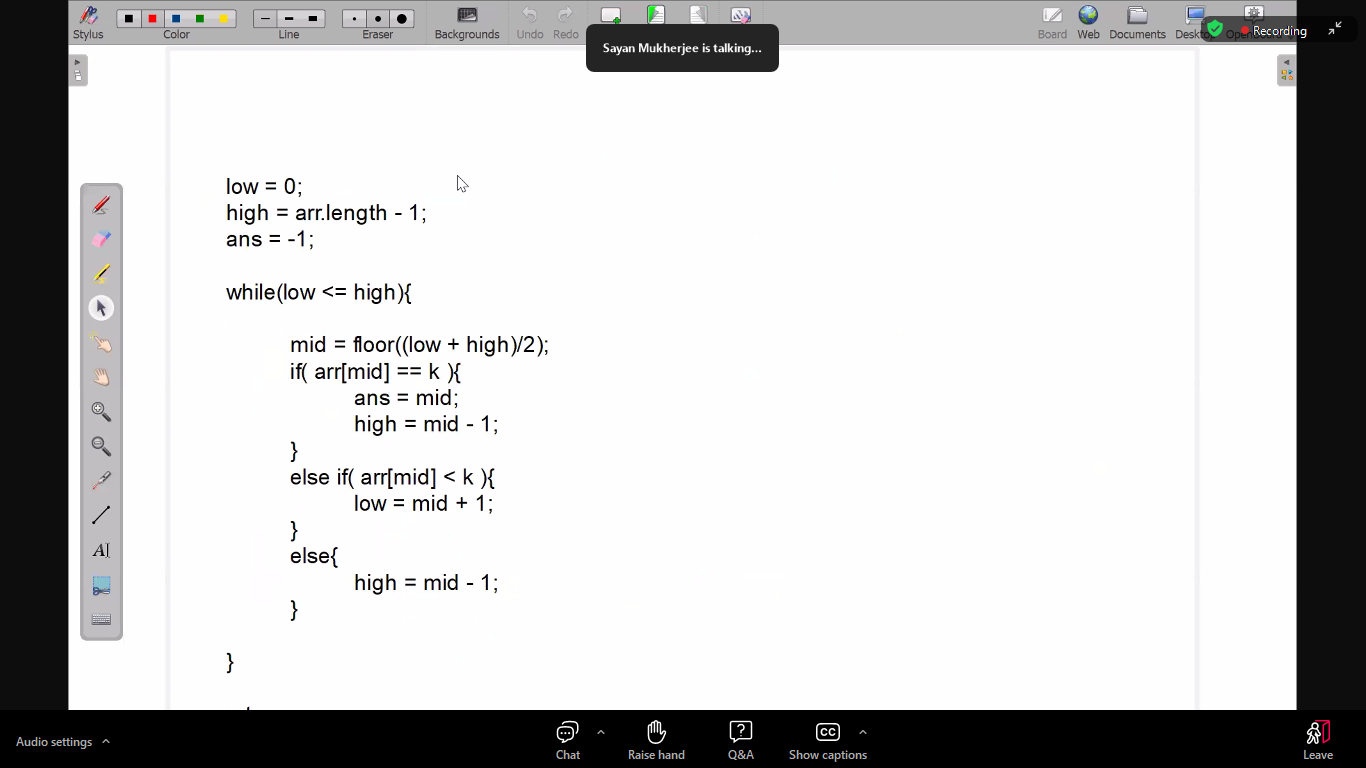 Stylus
Color
Line
Eraser
Backgrounds
Undo
Redo
Board
Web
Documents
Recording
Sayan Mukherjee is talking...
low = 0;
high = arr.length - 1;
ans = -1;
while(low <= high){
mid = floor((low + high)/2);
if( arr[mid] == k ){
ans = mid;
high = mid - 1;
}
else if( arr[mid] < k ){
low = mid + 1;
}
else{
high = mid - 1;
}
}
AI
Audio settings
Chat
Raise hand
Q&A
CC
Show captions
Leave